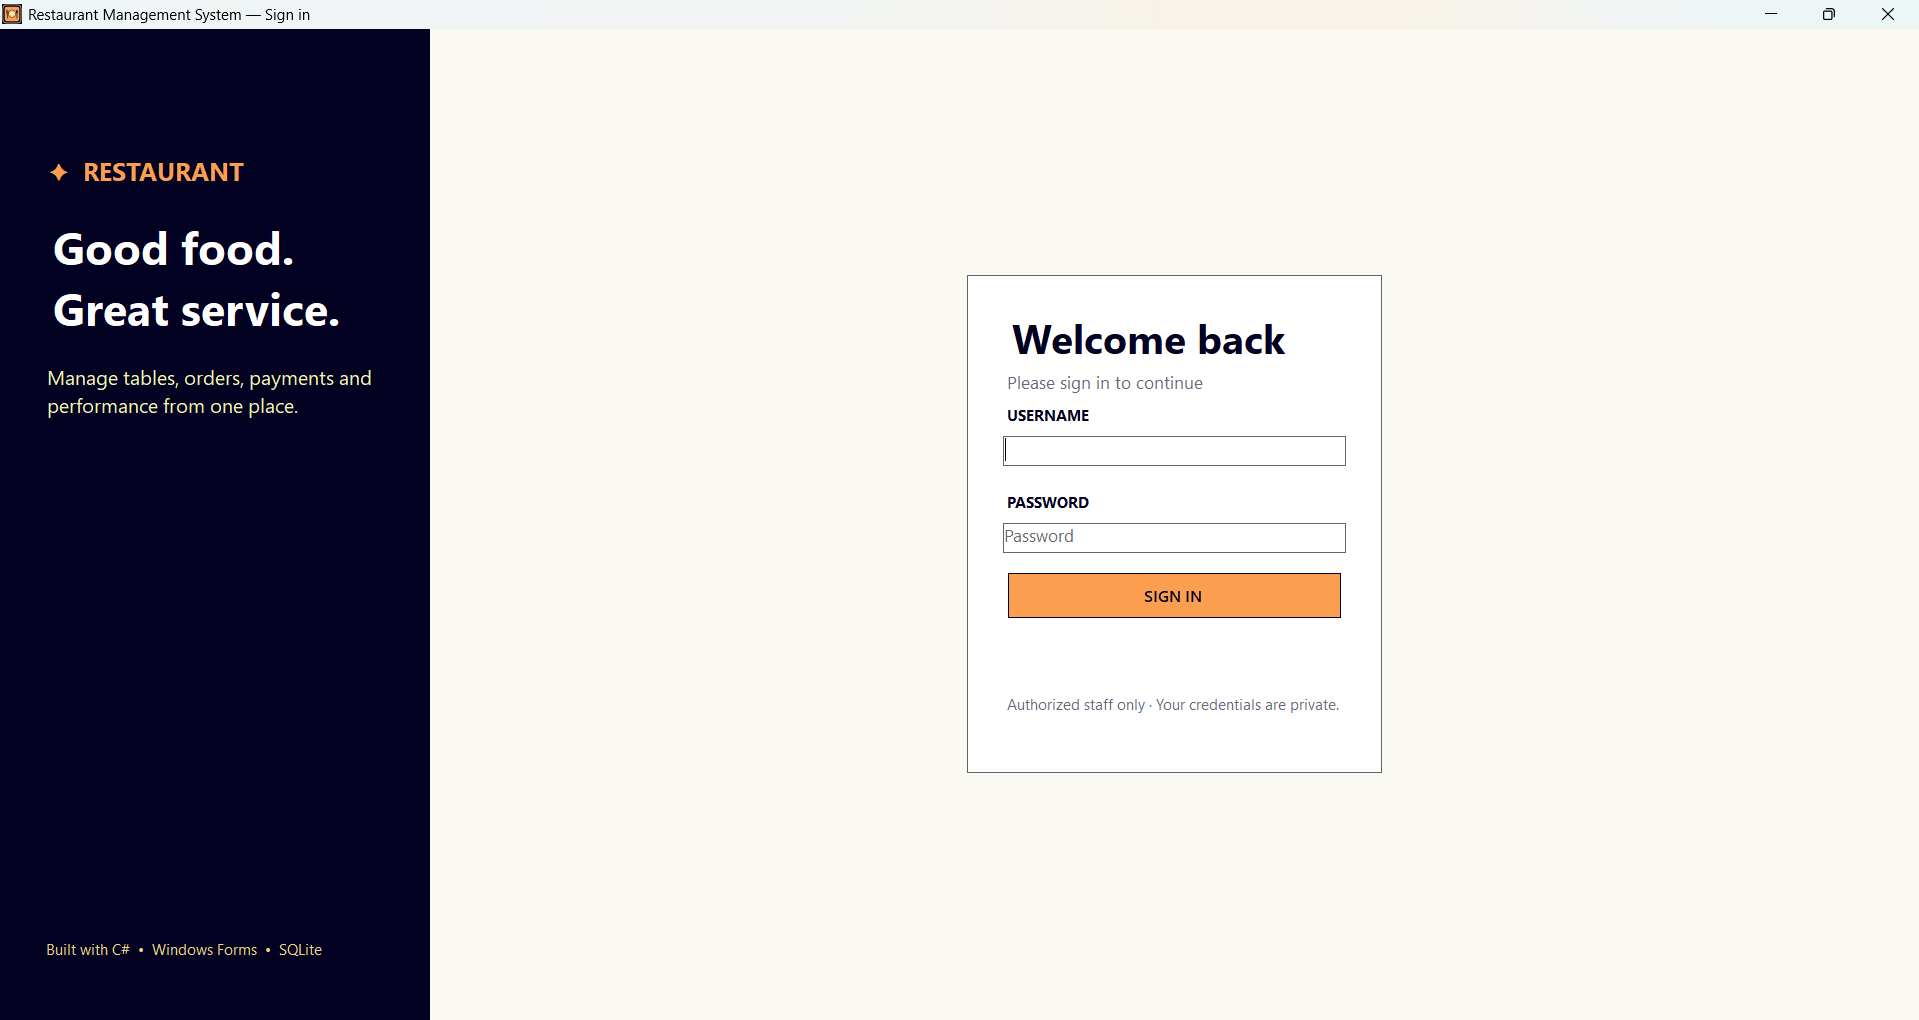 Restaurant Management System — Sign in
✦ RESTAURANT
Good food.
Great service.
Manage tables, orders, payments and
performance from one place.
Built with C# • Windows Forms • SQLite
Welcome back
Please sign in to continue
USERNAME
PASSWORD
Password
SIGN IN
Authorized staff only · Your credentials are private.